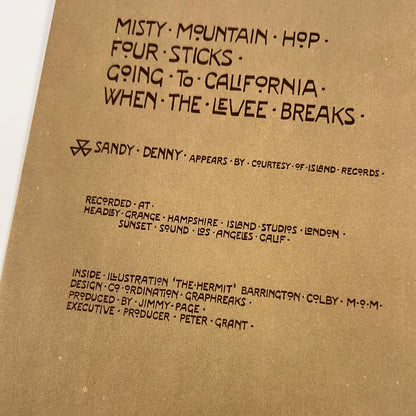 MISTY · MOUNTAIN · HOP ·
FOUR · STICKS ·
GOING · TO · CALIFORNIA ·
WHEN · THE · LEVEE · BREAKS ·
SANDY · DENNY · APPEARS · BY · COURTESY · OF · ISLAND · RECORDS ·
RECORDED · AT ·
HEADLEY · GRANGE · HAMPSHIRE · ISLAND · STUDIOS · LONDON ·
SUNSET · SOUND · LOS · ANGELES · CALIF ·
INSIDE · ILLUSTRATION 'THE · HERMIT' BARRINGTON · COLBY · M · O · M ·
DESIGN · CO · ORDINATION · GRAPHREAKS ·
PRODUCED · BY · JIMMY · PAGE ·
EXECUTIVE · PRODUCER · PETER · GRANT ·